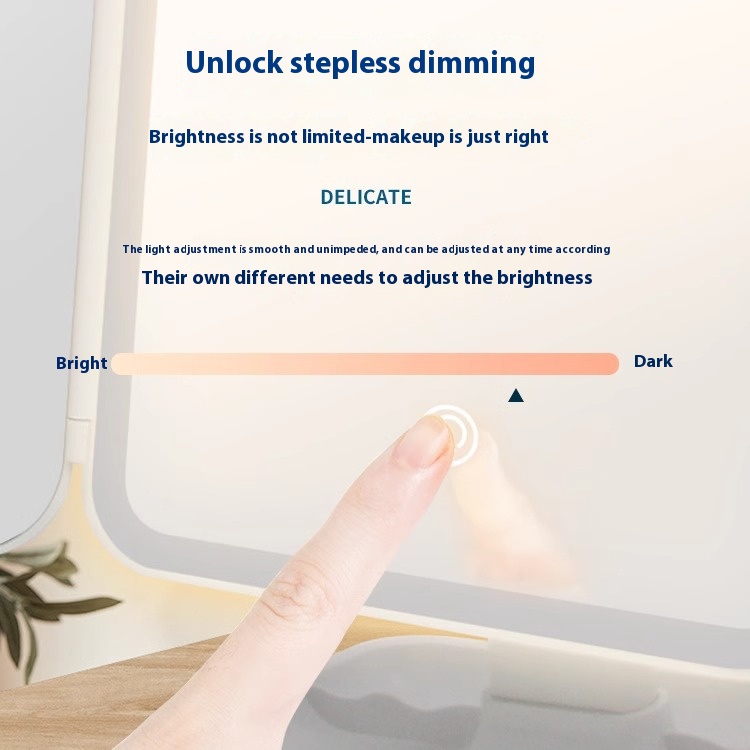 Unlock stepless dimming
Brightness is not limited-makeup is just right
DELICATE
The light adjustment is smooth and unimpeded, and can be adjusted at any time according
Their own different needs to adjust the brightness
Bright
Dark